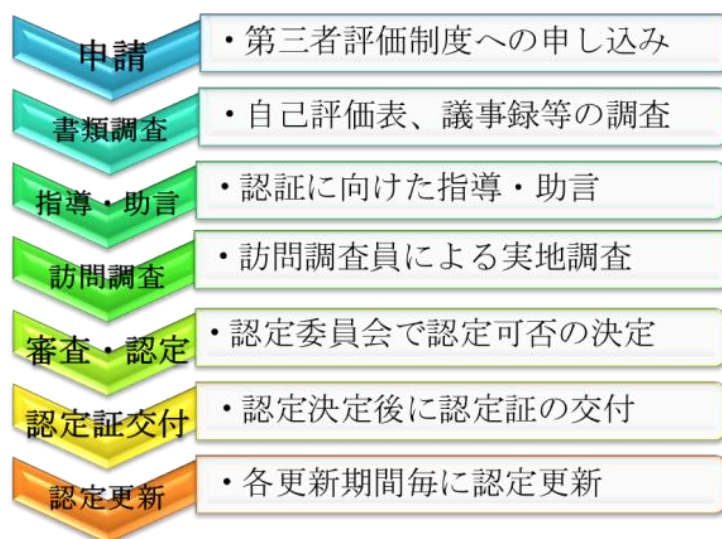 申請
・第三者評価制度への申し込み
書類調査
・自己評価表、議事録等の調査
指導・助言
・認証に向けた指導・助言
訪問調査
・訪問調査員による実地調査
審査・認定
・認定委員会で認定可否の決定
認定証交付
・認定決定後に認定証の交付
認定更新
・各更新期間毎に認定更新